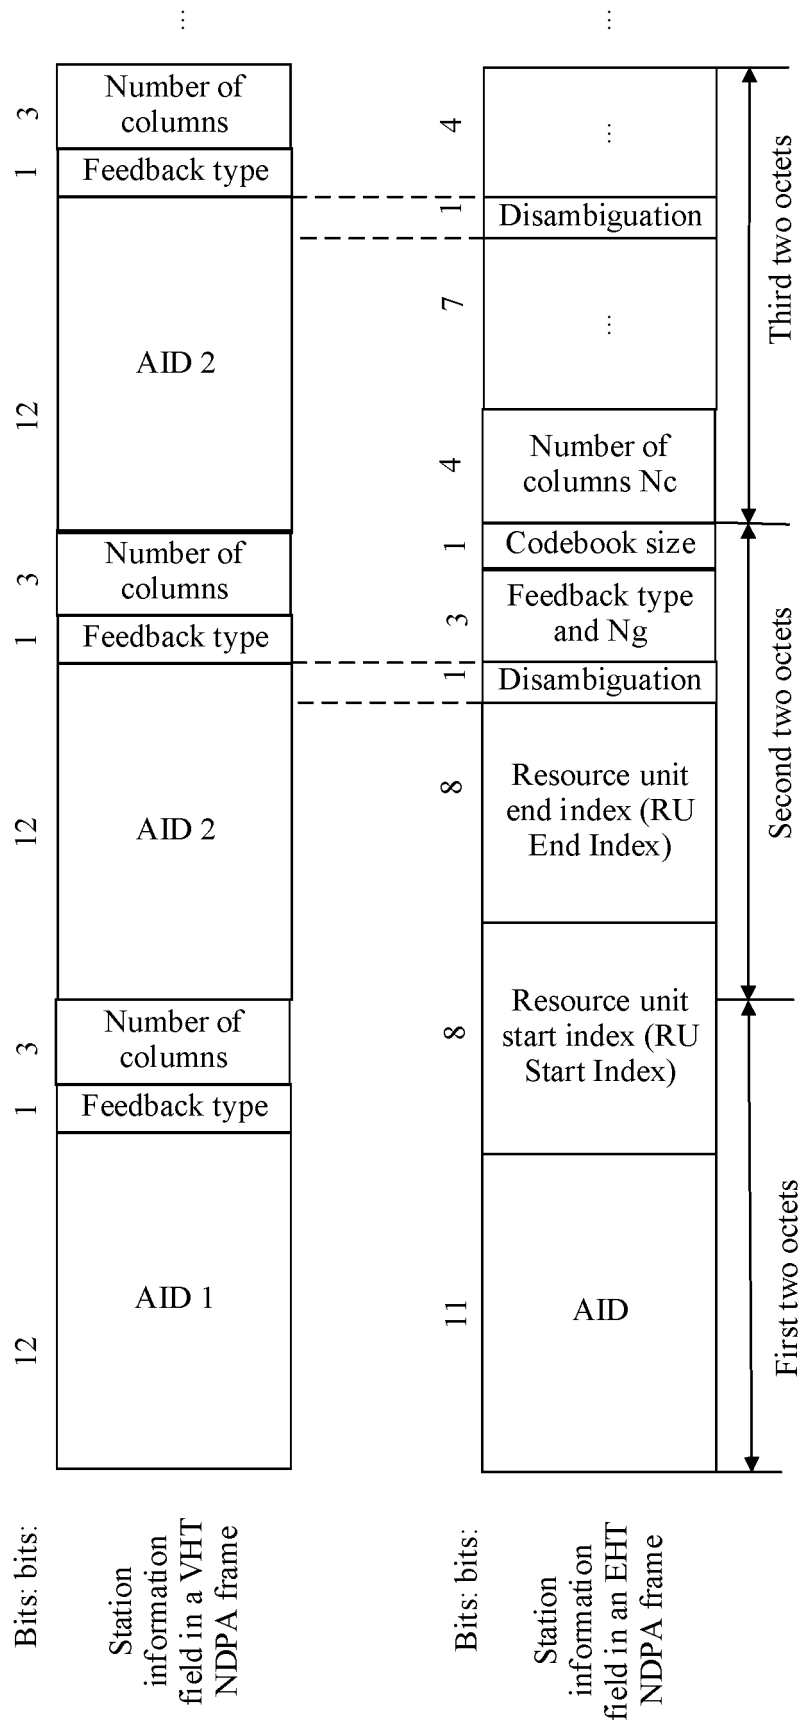 ⋮
3
Number of
columns
1
Feedback type
12
AID 2
3
Number of
columns
1
Feedback type
12
AID 2
3
Number of
columns
1
Feedback type
12
AID 1
Bits: bits:
Station
information
field in a VHT
NDPA frame
⋮
4
⋮
1
Disambiguation
7
⋮
4
Number of
columns Nc
1
Codebook size
3
Feedback type
and Ng
1
Disambiguation
8
Resource unit
end index (RU
End Index)
8
Resource unit
start index (RU
Start Index)
11
AID
Bits: bits:
Station
information
field in an EHT
NDPA frame
Third two octets
Second two octets
First two octets